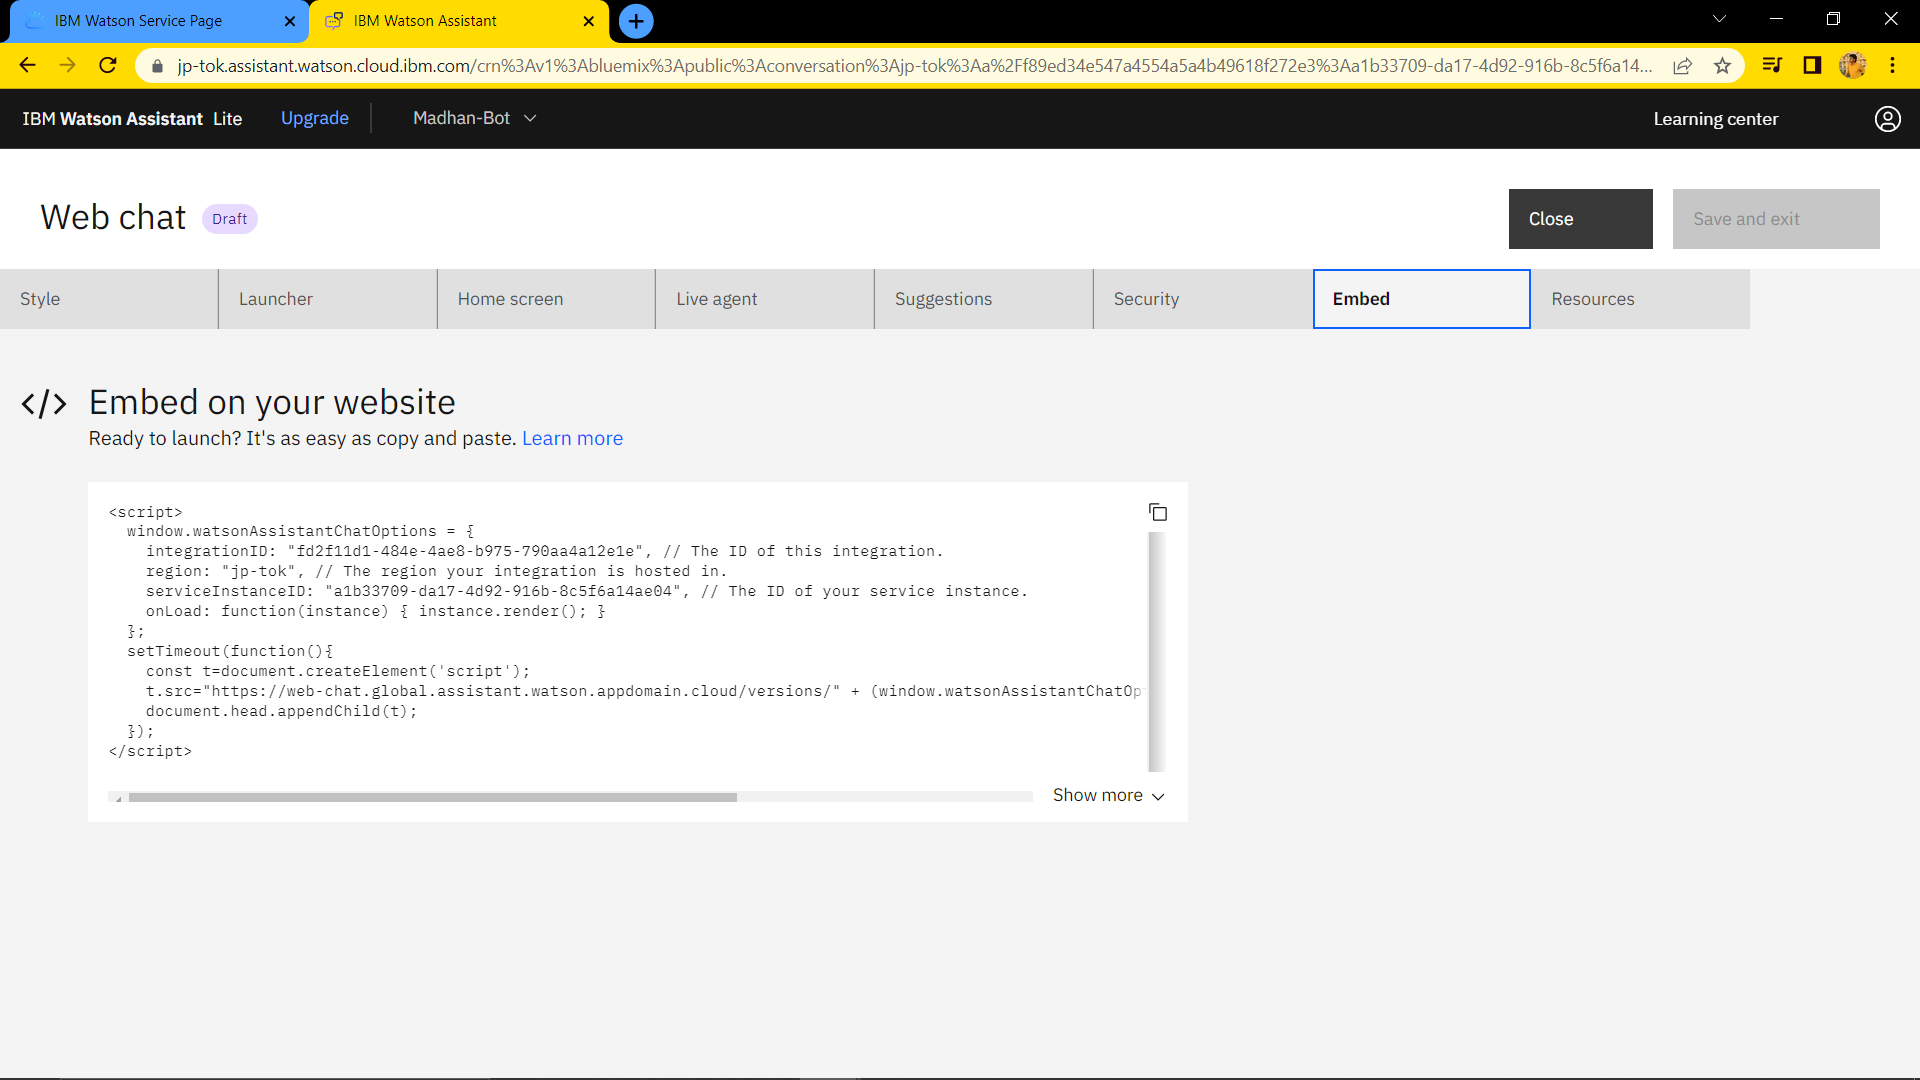 IBM Watson Service Page
IBM Watson Assistant
jp-tok.assistant.watson.cloud.ibm.com/crn%3Av1%3Abluemix%3Apublic%3Aconversation%3Ajp-tok%3Aa%2Ff89ed34e547a4554a5a4b49618f272e3%3Aa1b33709-da17-4d92-916b-8c5f6a14...
IBM Watson Assistant Lite
Upgrade
Madhan-Bot
Learning center
Web chat
Draft
Close
Save and exit
Style
Launcher
Home screen
Live agent
Suggestions
Security
Embed
Resources
</> Embed on your website
Ready to launch? It's as easy as copy and paste. Learn more
<script>
window.watsonAssistantChatOptions = {
integrationID: "fd2f11d1-484e-4ae8-b975-790aa4a12e1e", // The ID of this integration.
region: "jp-tok", // The region your integration is hosted in.
serviceInstanceID: "a1b33709-da17-4d92-916b-8c5f6a14ae04", // The ID of your service instance.
onLoad: function(instance) { instance.render(); }
};
setTimeout(function(){
const t=document.createElement('script');
t.src="https://web-chat.global.assistant.watson.appdomain.cloud/versions/" + (window.watsonAssistantChatOp
document.head.appendChild(t);
});
</script>
Show more